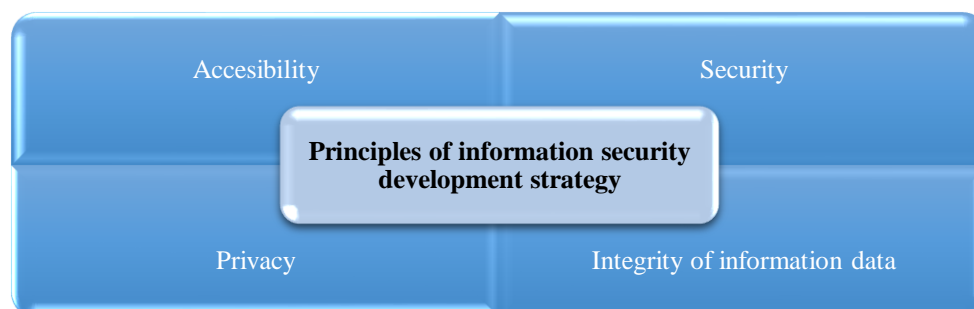 Accesibility
Security
Principles of information security
development strategy
Privacy
Integrity of information data